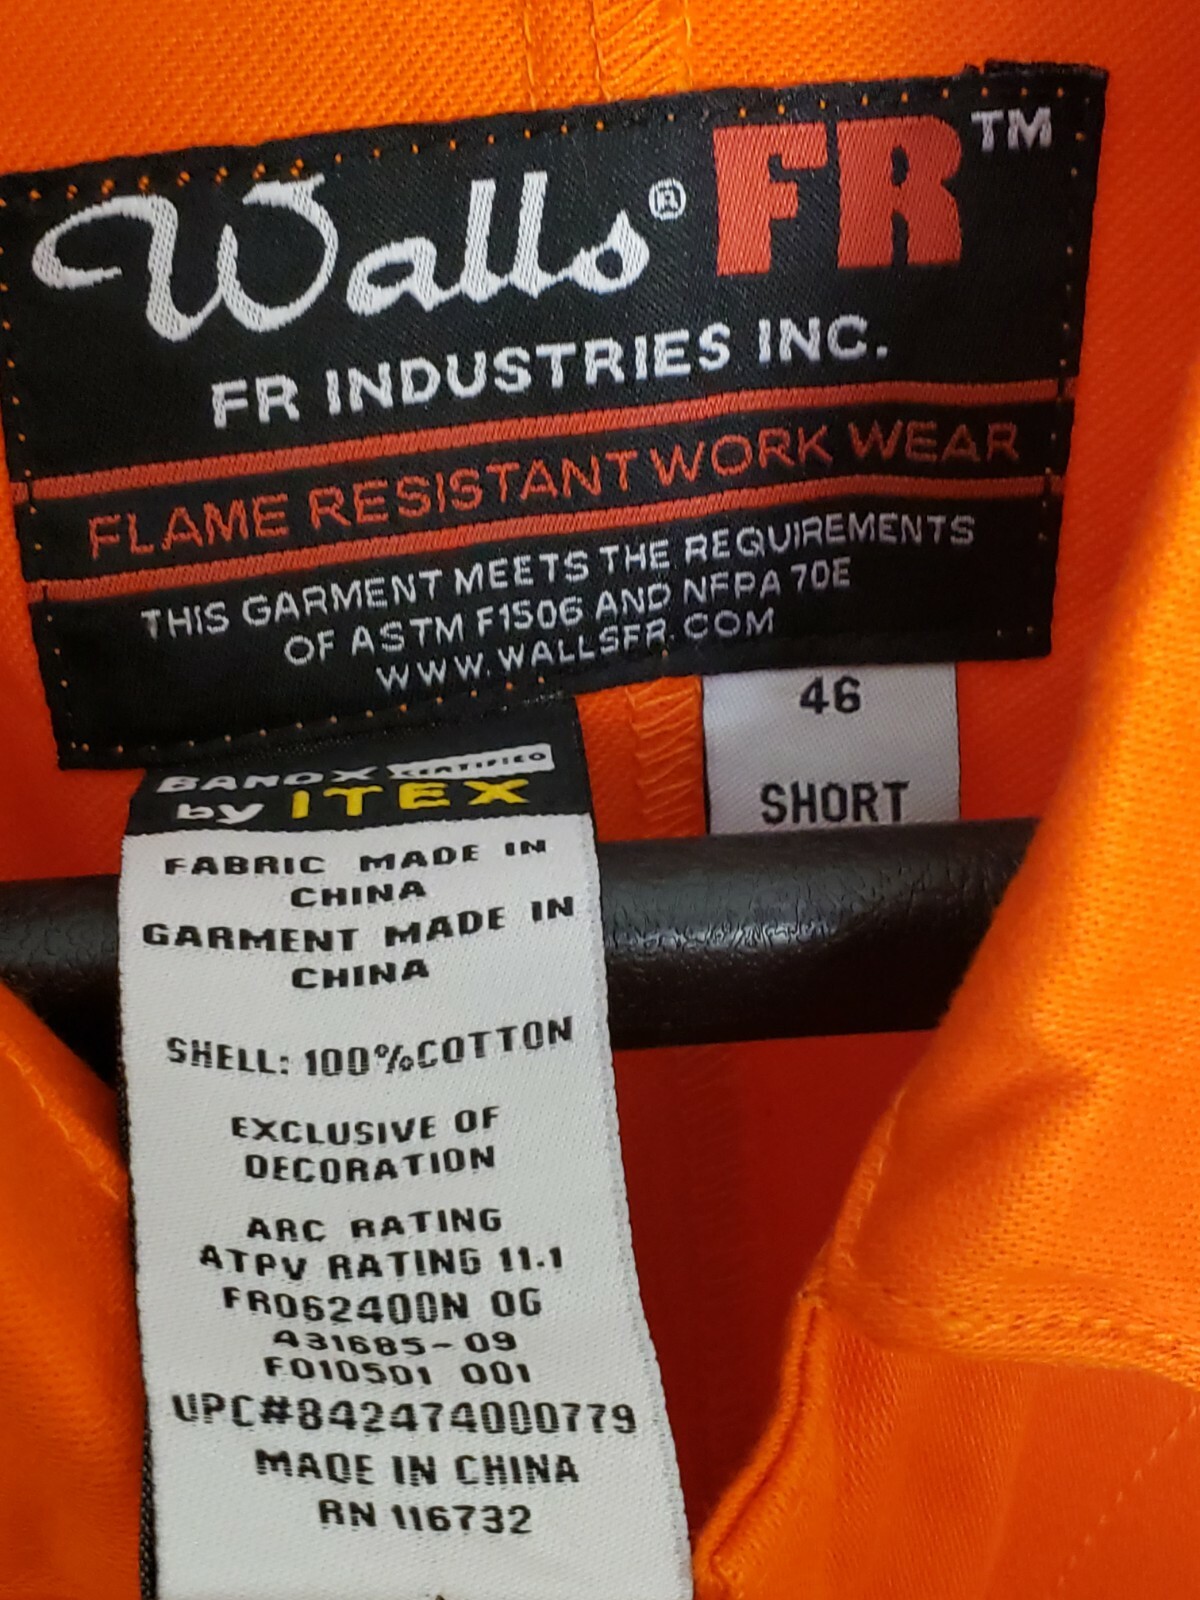 Walls® FR™
FR INDUSTRIES INC.
FLAME RESISTANT WORK WEAR
THIS GARMENT MEETS THE REQUIREMENTS
OF ASTM F1506 AND NFPA 70E
WWW.WALLSFR.COM
46
SHORT
BANOX CERTIFIED
by ITEX
FABRIC MADE IN
CHINA
GARMENT MADE IN
CHINA
SHELL: 100%COTTON
EXCLUSIVE OF
DECORATION
ARC RATING
ATPV RATING 11.1
FR062400N OG
431685-09
F010501 001
UPC#842474000779
MADE IN CHINA
RN 116732